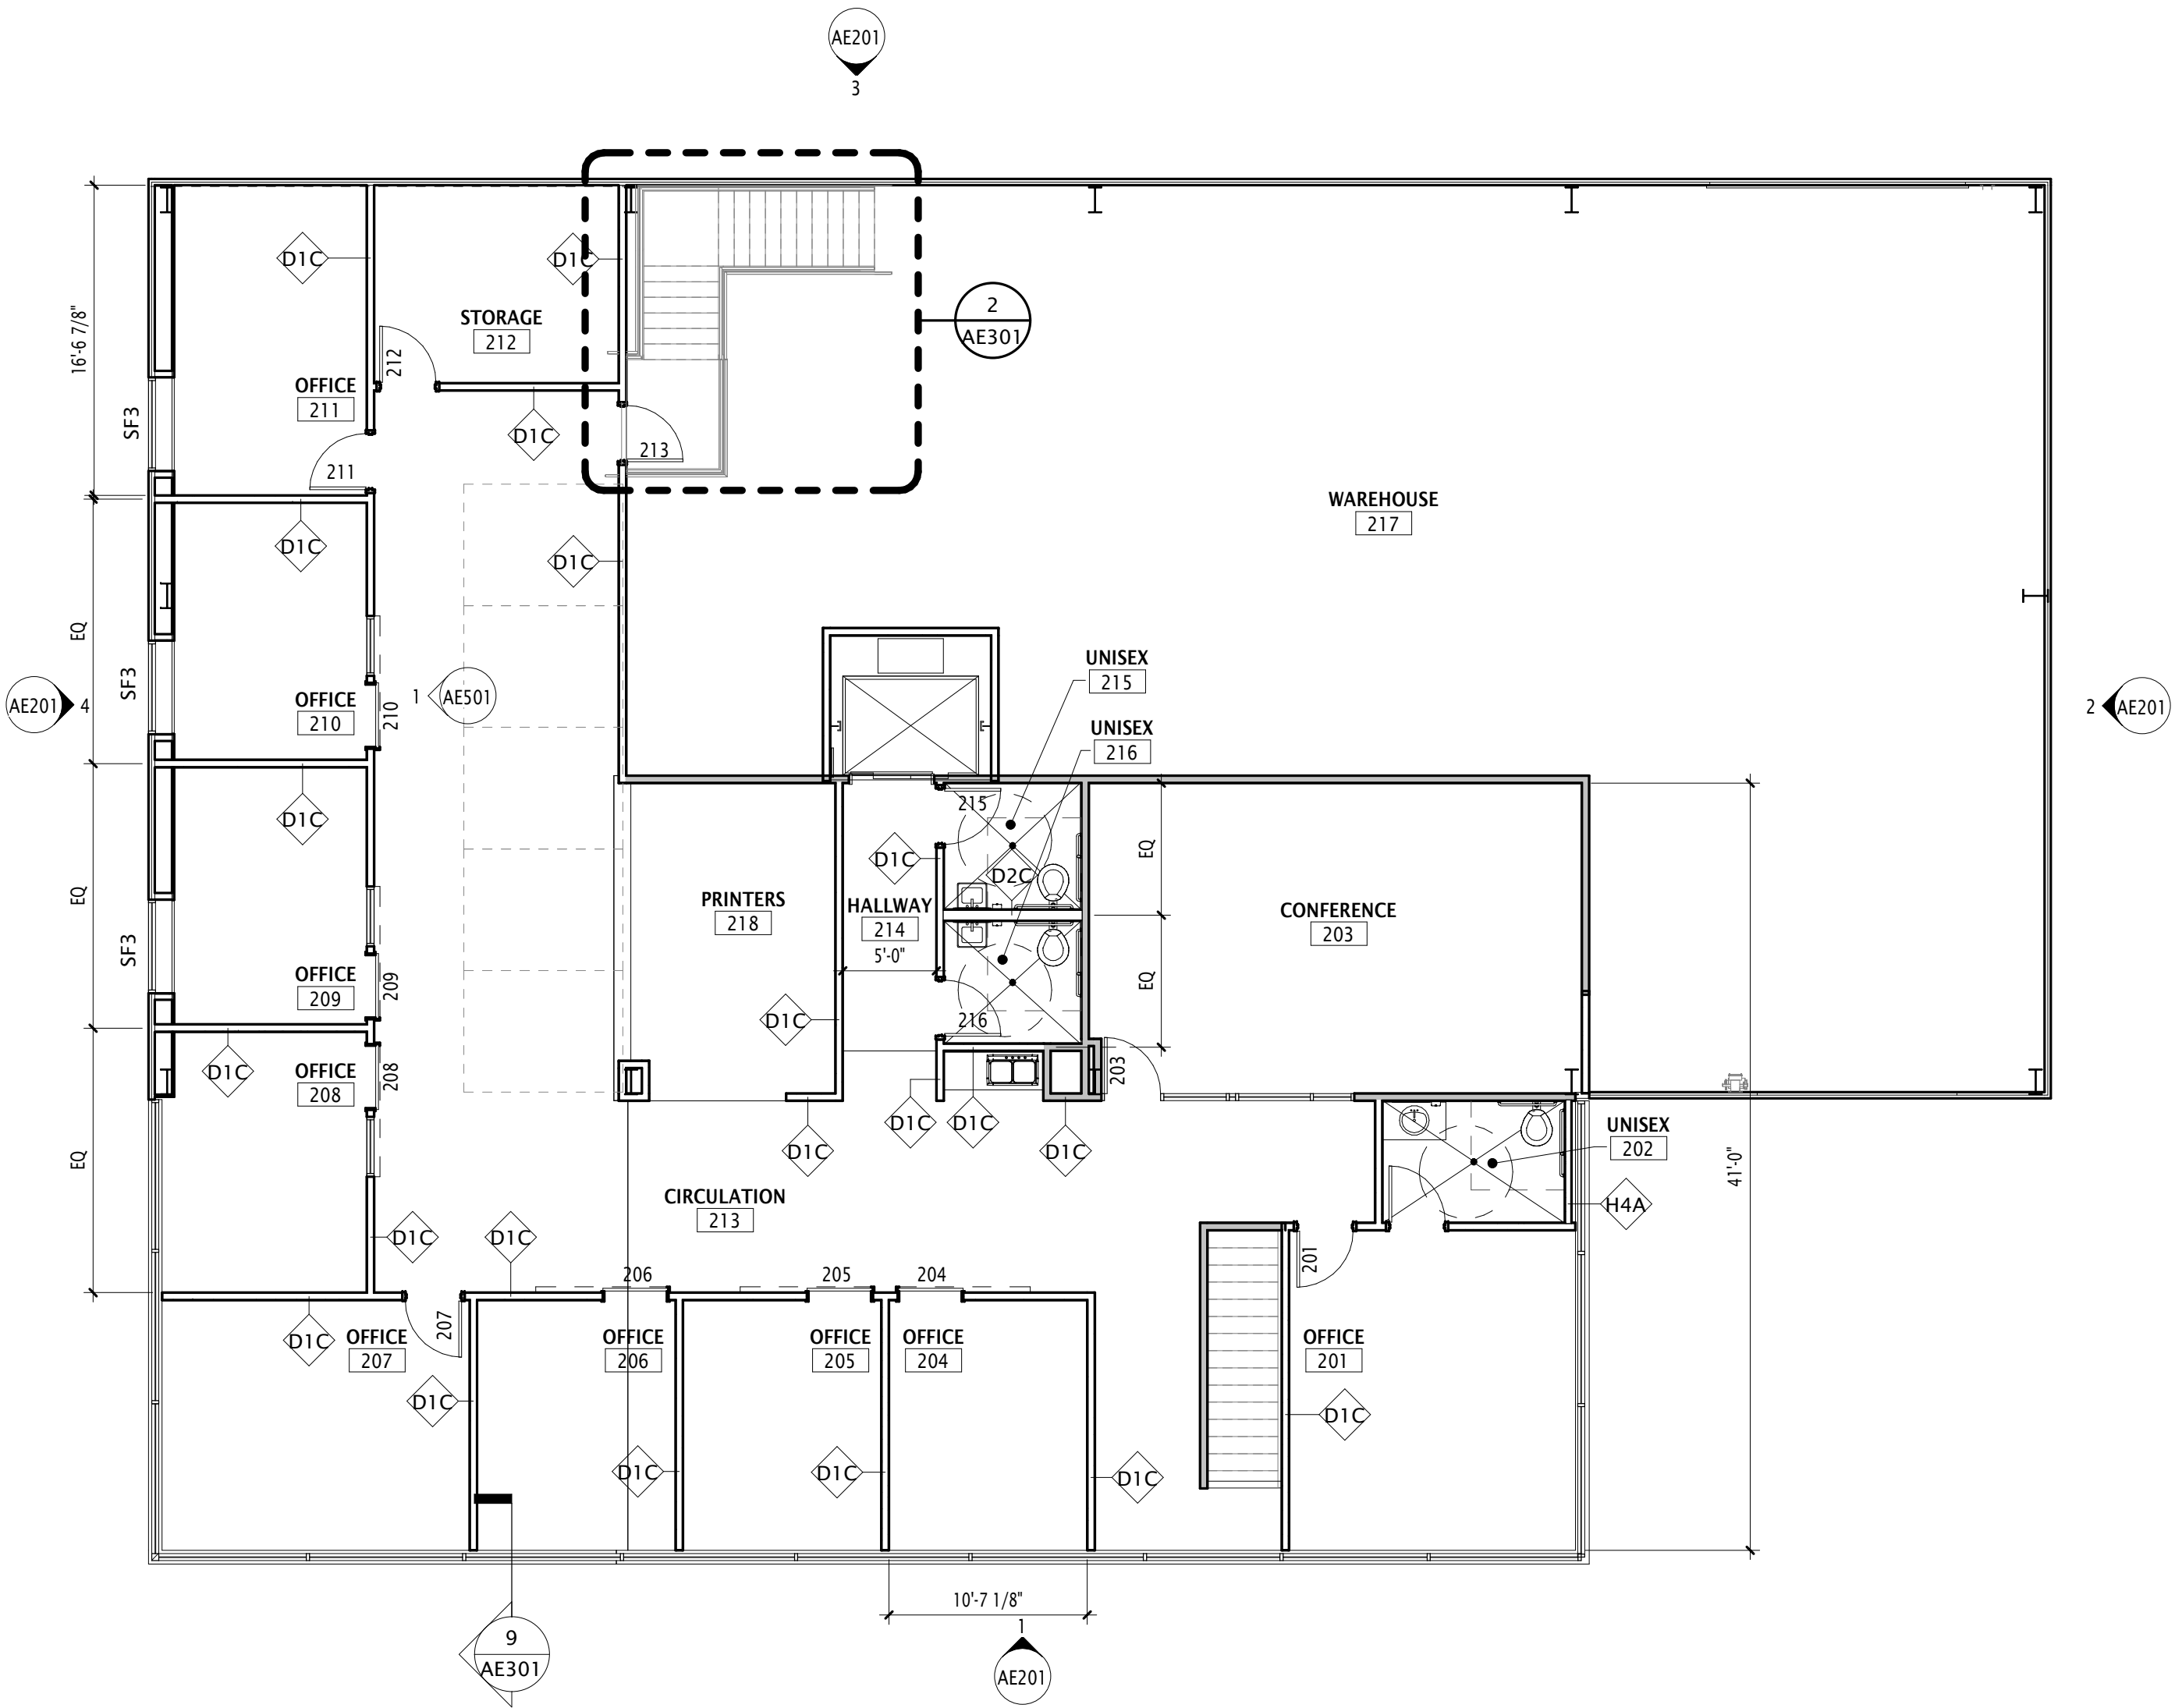 AE201
3
16'-6 7/8"
D1C
D1C
STORAGE
212
212
2
AE301
OFFICE
211
SF3
D1C
213
211
WAREHOUSE
217
D1C
D1C
EQ
UNISEX
215
SF3
OFFICE
210
210
1
AE501
AE201
4
2
AE201
UNISEX
216
D1C
215
D1C
D2C
EQ
EQ
PRINTERS
218
HALLWAY
214
5'-0"
CONFERENCE
203
SF3
OFFICE
209
209
EQ
D1C
216
D1C
OFFICE
208
208
203
D1C
D1C
D1C
D1C
UNISEX
202
EQ
41'-0"
CIRCULATION
213
H4A
D1C
D1C
201
206
205
204
D1C
OFFICE
207
207
OFFICE
206
OFFICE
205
OFFICE
204
OFFICE
201
D1C
D1C
D1C
D1C
D1C
10'-7 1/8"
1
9
AE301
AE201